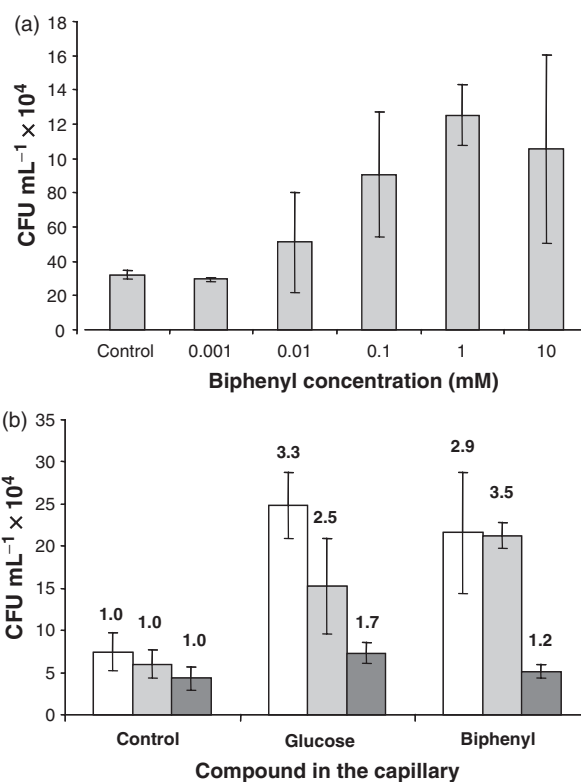 (a)
18
16
14
12
10
80
60
40
20
0
CFU mL−1 × 104
Control 0.001 0.01 0.1 1 10
Biphenyl concentration (mM)
(b)
35
30
25
20
15
10
5
0
CFU mL−1 × 104
1.0 1.0 1.0
3.3 2.5 1.7
2.9 3.5 1.2
Control Glucose Biphenyl
Compound in the capillary